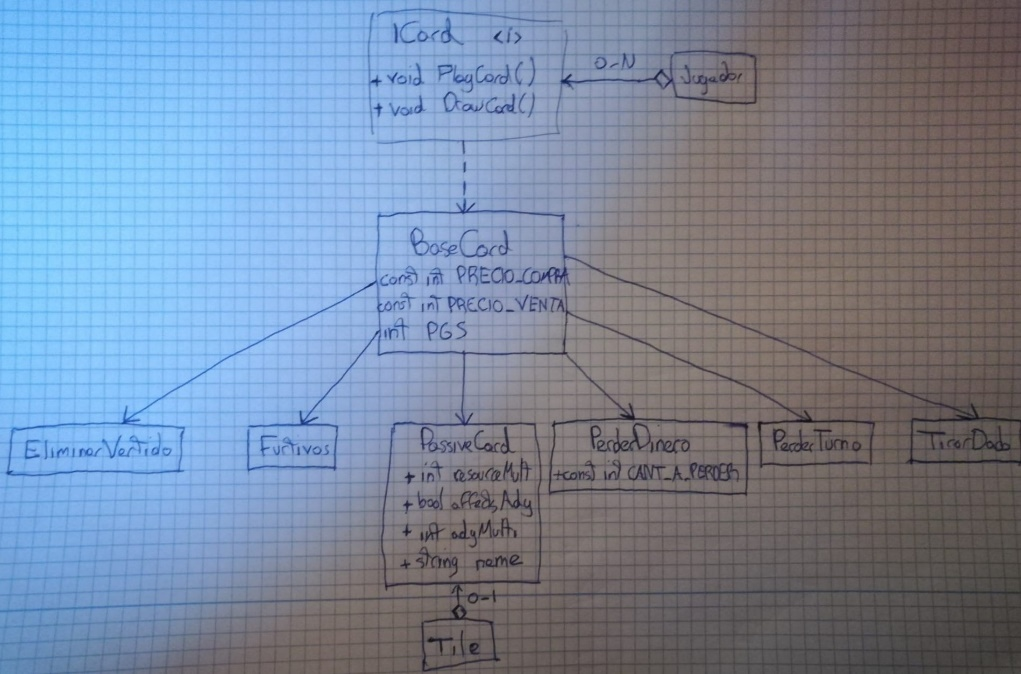 ICard <i>
+ void PlayCard()
+ void DrawCard()
0-N
Jugador
BaseCard
const int PRECIO_COMPRA
const int PRECIO_VENTA
int PGS
EliminarVertido
Furtivos
PassiveCard
+ int resourceMult
+ bool affectsAdy
+ int adyMult
+ string name
PerderDinero
+const int CANT_A_PERDER
PerderTurno
TirarDado
0-1
Tile